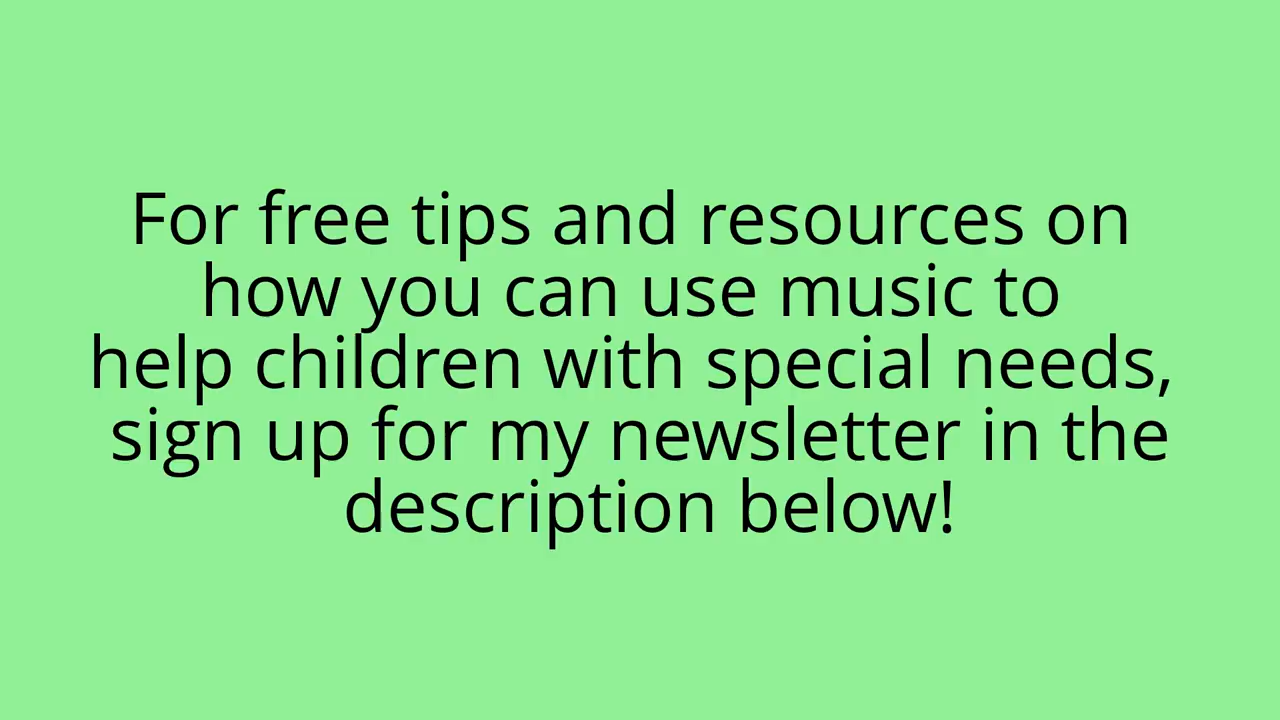 For free tips and resources on
how you can use music to
help children with special needs,
sign up for my newsletter in the
description below!